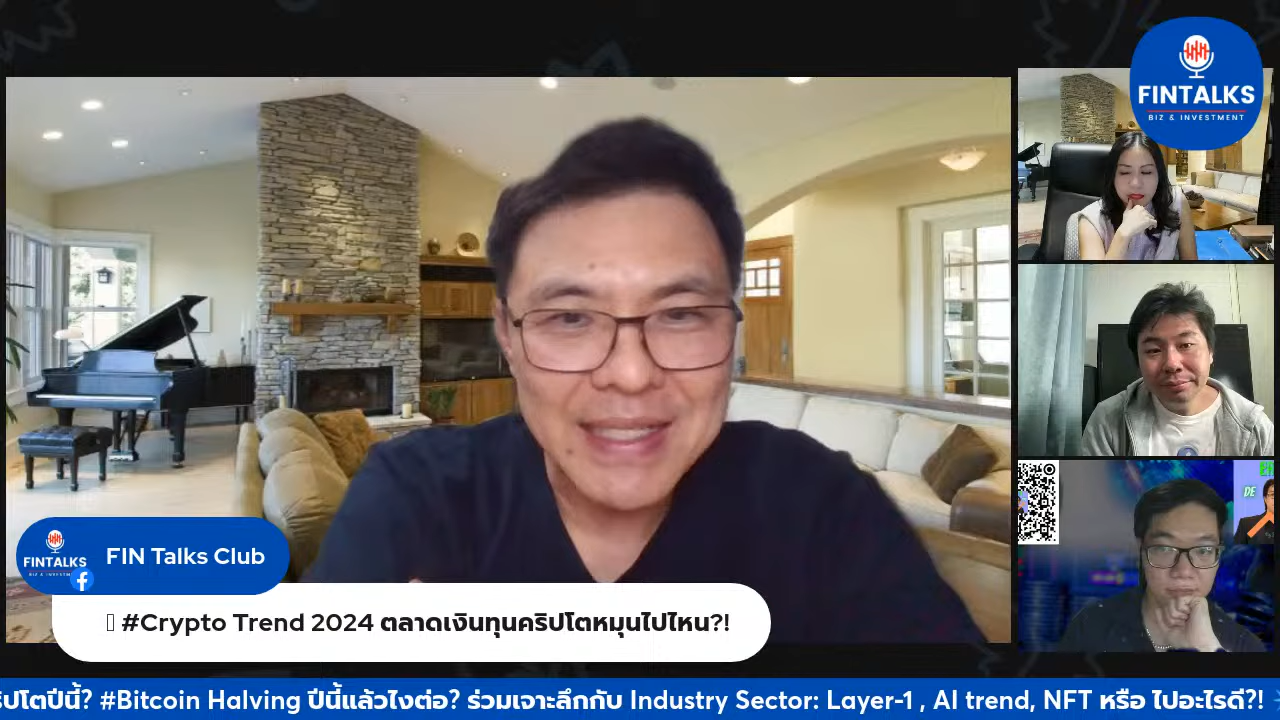 FINTALKS
BIZ & INVESTMENT
DE
FINTALKS
FIN Talks Club
#Crypto Trend 2024 ตลาดเงินทุนคริปโตหมุนไปไหน?!
ริปโตปีนี้? #Bitcoin Halving ปีนี้แล้วไงต่อ? ร่วมเจาะลึกกับ Industry Sector: Layer-1 , AI trend, NFT หรือ ไปอะไรดี?!